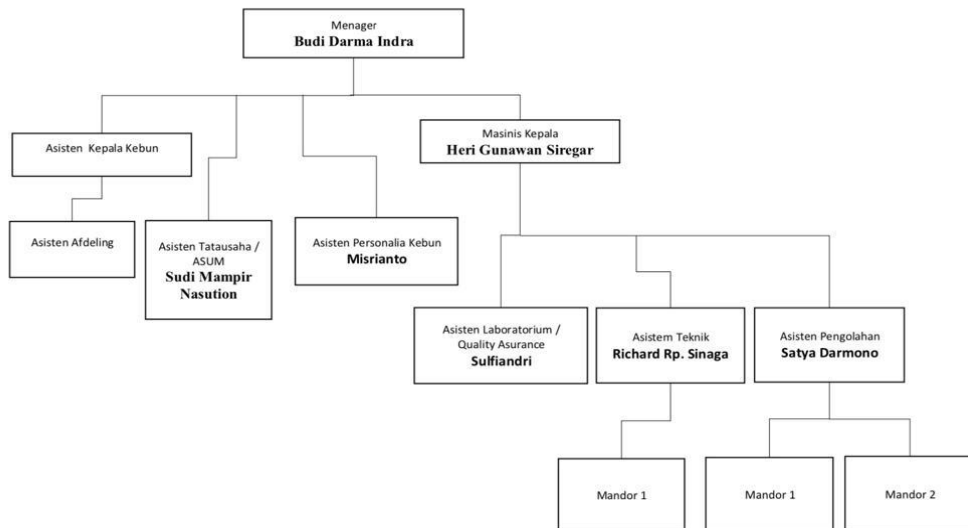 Menager
Budi Darma Indra
Asisten Kepala Kebun
Masinis Kepala
Heri Gunawan Siregar
Asisten Afdeling
Asisten Tatausaha /
ASUM
Sudi Mampir
Nasution
Asisten Personalia Kebun
Misrianto
Asisten Laboratorium /
Quality Asurance
Sulfiandri
Asistem Teknik
Richard Rp. Sinaga
Asisten Pengolahan
Satya Darmono
Mandor 1
Mandor 1
Mandor 2